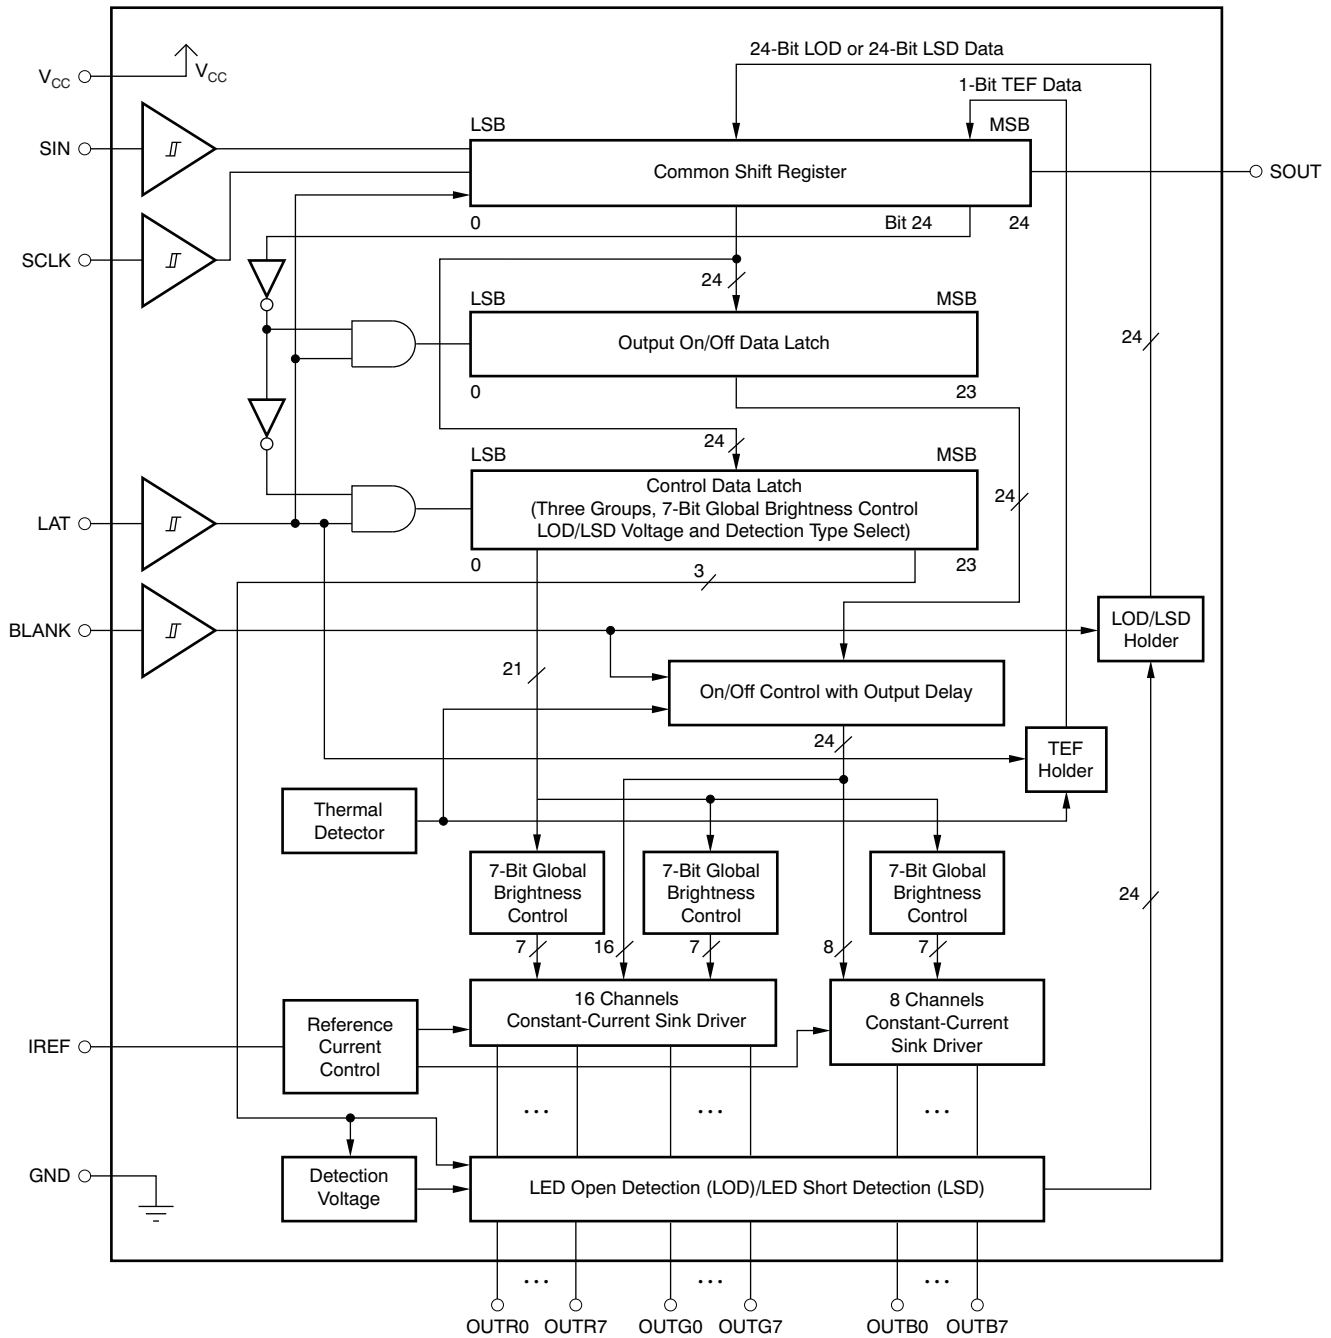 24-Bit LOD or 24-Bit LSD Data
VCC
VCC
1-Bit TEF Data
LSB
MSB
SIN
Common Shift Register
SOUT
0
Bit 24
24
SCLK
24
LSB
MSB
Output On/Off Data Latch
24
0
23
24
LSB
MSB
Control Data Latch
(Three Groups, 7-Bit Global Brightness Control
LOD/LSD Voltage and Detection Type Select)
24
LAT
0
3
23
BLANK
LOD/LSD
Holder
21
On/Off Control with Output Delay
24
TEF
Holder
Thermal
Detector
7-Bit Global
Brightness
Control
7-Bit Global
Brightness
Control
7-Bit Global
Brightness
Control
24
7
16
7
8
7
16 Channels
Constant-Current Sink Driver
8 Channels
Constant-Current
Sink Driver
IREF
Reference
Current
Control
...
...
...
GND
Detection
Voltage
LED Open Detection (LOD)/LED Short Detection (LSD)
...
...
...
OUTR0
OUTR7
OUTG0
OUTG7
OUTB0
OUTB7